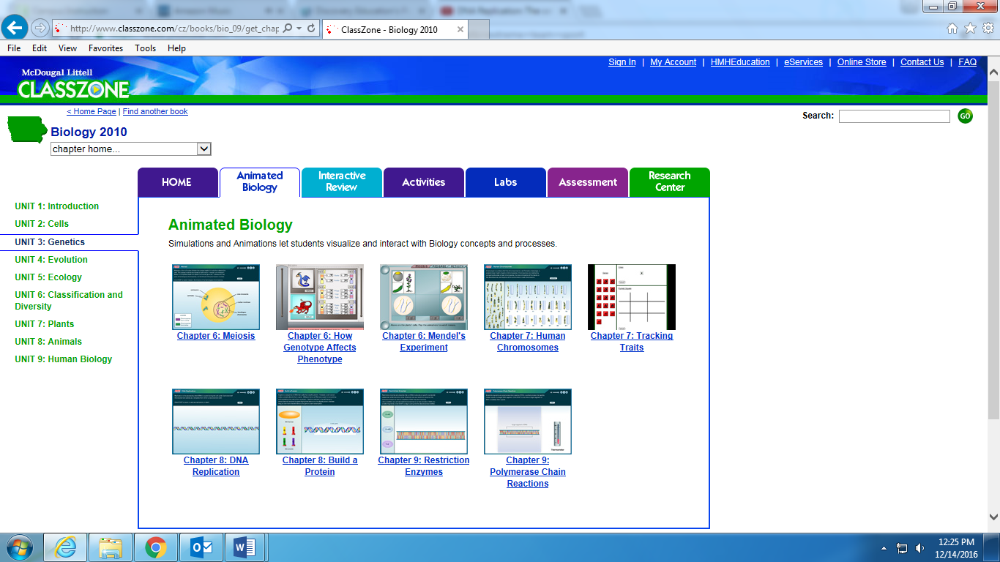 http://www.classzone.com/cz/books/bio_09/get_chap
ClassZone - Biology 2010
File Edit View Favorites Tools Help
Sign In | My Account | HMHEducation | eServices | Online Store | Contact Us | FAQ
McDougal Littell
CLASSZONE
< Home Page | Find another book
Search:
GO
Biology 2010
chapter home...
HOME
Animated
Biology
Interactive
Review
Activities
Labs
Assessment
Research
Center
UNIT 1: Introduction
UNIT 2: Cells
UNIT 3: Genetics
UNIT 4: Evolution
UNIT 5: Ecology
UNIT 6: Classification and
Diversity
UNIT 7: Plants
UNIT 8: Animals
UNIT 9: Human Biology
Animated Biology
Simulations and Animations let students visualize and interact with Biology concepts and processes.
Chapter 6: Meiosis
Chapter 6: How
Genotype Affects
Phenotype
Chapter 6: Mendel's
Experiment
Chapter 7: Human
Chromosomes
Chapter 7: Tracking
Traits
Chapter 8: DNA
Replication
Chapter 8: Build a
Protein
Chapter 9: Restriction
Enzymes
Chapter 9:
Polymerase Chain
Reactions
12:25 PM
12/14/2016